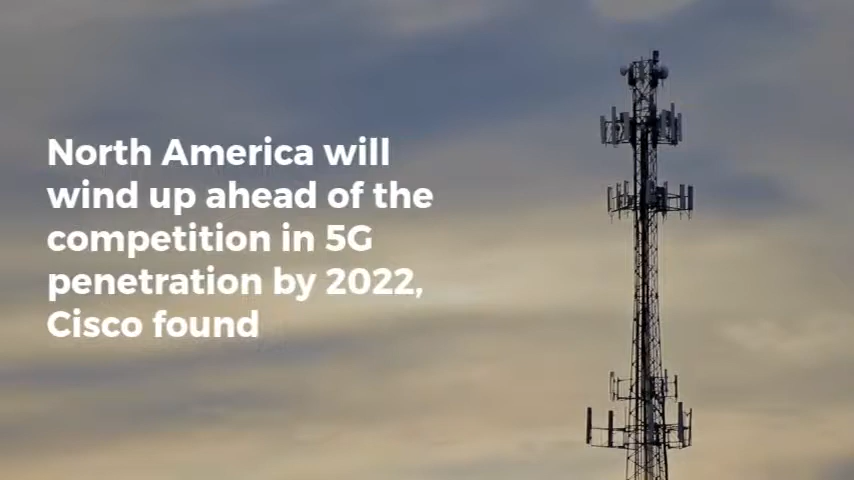 North America will
wind up ahead of the
competition in 5G
penetration by 2022,
Cisco found